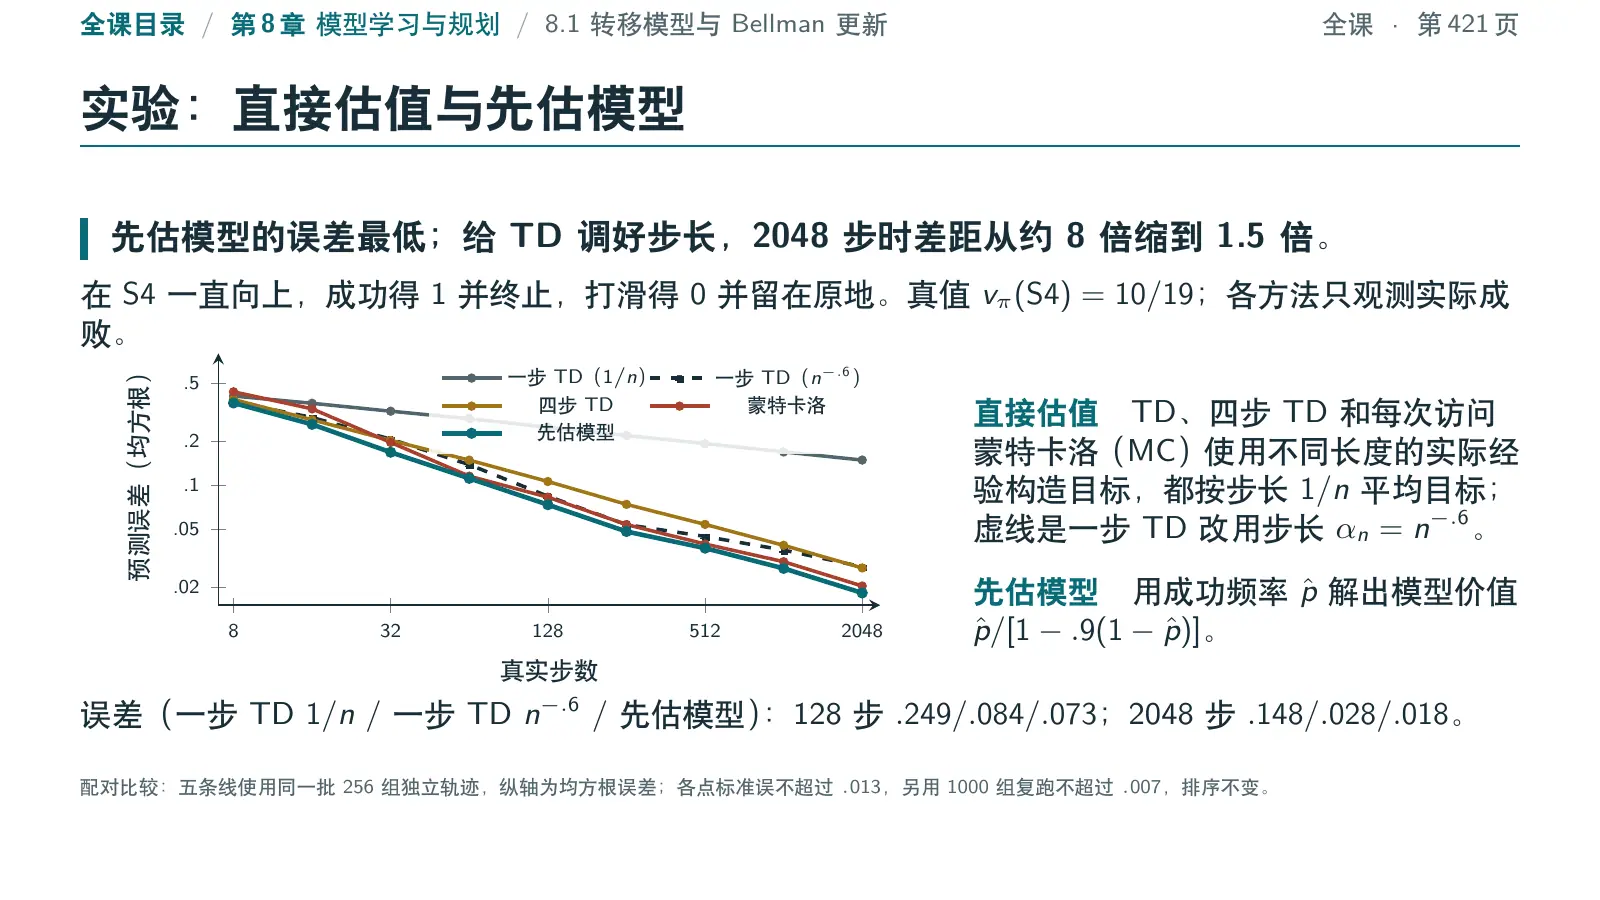 全课目录 / 第 8 章 模型学习与规划 / 8.1 转移模型与 Bellman 更新
全课 · 第 421 页
实验：直接估值与先估模型
先估模型的误差最低；给 TD 调好步长，2048 步时差距从约 8 倍缩到 1.5 倍。
在 S4 一直向上，成功得 1 并终止，打滑得 0 并留在原地。真值 vπ(S4) = 10/19；各方法只观测实际成
败。
预测误差（均方根）
.5
.2
.1
.05
.02
一步 TD（1/n）
一步 TD（n^−.6）
四步 TD
蒙特卡洛
先估模型
8
32
128
512
2048
真实步数
直接估值 TD、四步 TD 和每次访问
蒙特卡洛（MC）使用不同长度的实际经
验构造目标，都按步长 1/n 平均目标；
虚线是一步 TD 改用步长 αn = n^−.6。
先估模型 用成功频率 p̂ 解出模型价值
p̂/[1 − .9(1 − p̂)]。
误差（一步 TD 1/n / 一步 TD n^−.6 / 先估模型）：128 步 .249/.084/.073；2048 步 .148/.028/.018。
配对比较：五条线使用同一批 256 组独立轨迹，纵轴为均方根误差；各点标准误不超过 .013，另用 1000 组复跑不超过 .007，排序不变。